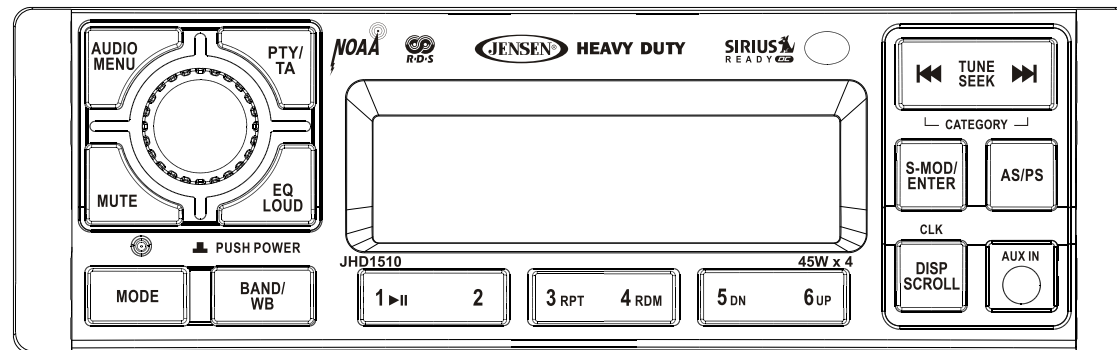 AUDIO
MENU
PTY/
TA
MUTE
EQ
LOUD
PUSH POWER
MODE
BAND/
WB
NOAA
R·D·S
JENSEN® HEAVY DUTY
SIRIUS
READY
JHD1510
45W x 4
1 ►II 2
3 RPT 4 RDM
5 DN 6 UP
TUNE
SEEK
CATEGORY
S-MOD/
ENTER
AS/PS
CLK
DISP
SCROLL
AUX IN